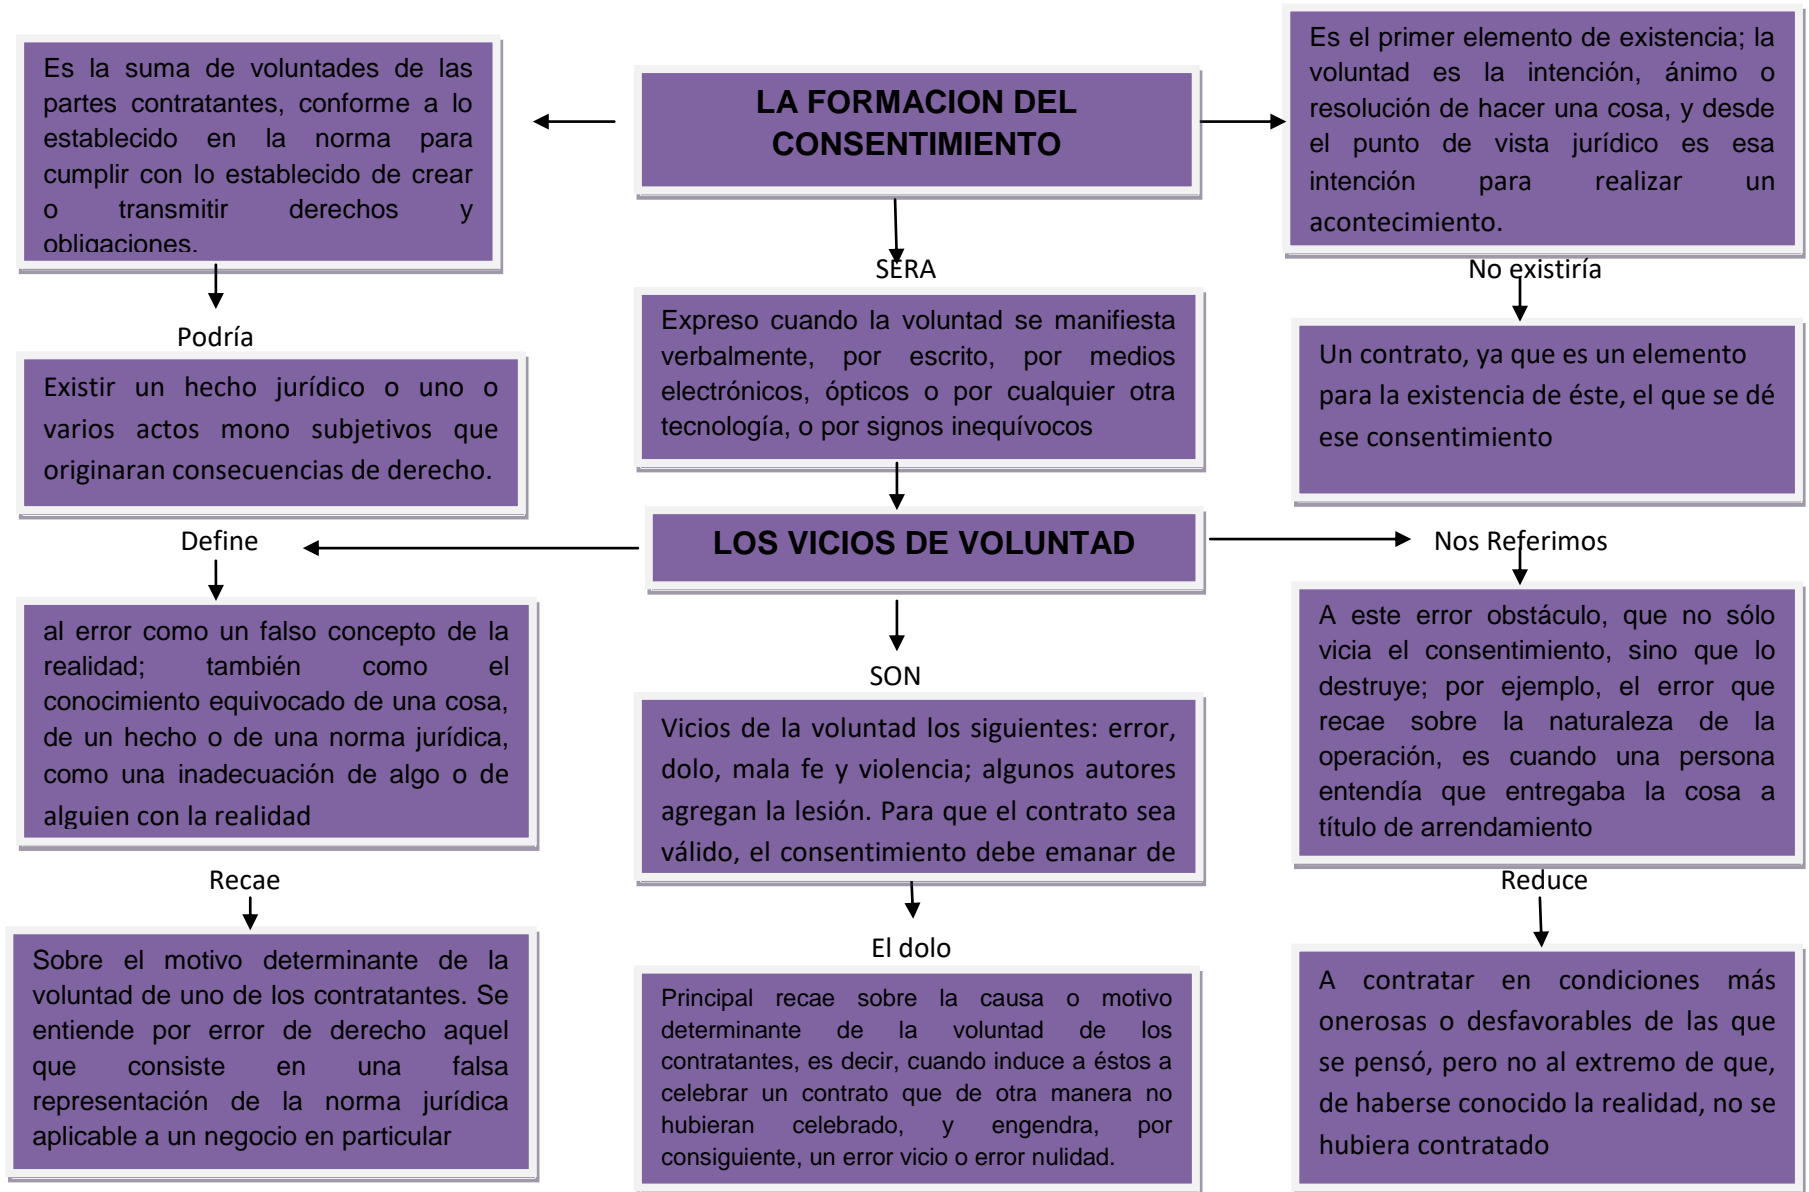 Es la suma de voluntades de las
partes contratantes, conforme a lo
establecido en la norma para
cumplir con lo establecido de crear
o transmitir derechos y
obligaciones.
LA FORMACION DEL
CONSENTIMIENTO
Es el primer elemento de existencia; la
voluntad es la intención, ánimo o
resolución de hacer una cosa, y desde
el punto de vista jurídico es esa
intención para realizar un
acontecimiento.
Podría
SERA
No existiría
Existir un hecho jurídico o uno o
varios actos mono subjetivos que
originaran consecuencias de derecho.
Expreso cuando la voluntad se manifiesta
verbalmente, por escrito, por medios
electrónicos, ópticos o por cualquier otra
tecnología, o por signos inequívocos
Un contrato, ya que es un elemento
para la existencia de éste, el que se dé
ese consentimiento
Define
LOS VICIOS DE VOLUNTAD
Nos Referimos
al error como un falso concepto de la
realidad; también como el
conocimiento equivocado de una cosa,
de un hecho o de una norma jurídica,
como una inadecuación de algo o de
alguien con la realidad
SON
Vicios de la voluntad los siguientes: error,
dolo, mala fe y violencia; algunos autores
agregan la lesión. Para que el contrato sea
válido, el consentimiento debe emanar de
A este error obstáculo, que no sólo
vicia el consentimiento, sino que lo
destruye; por ejemplo, el error que
recae sobre la naturaleza de la
operación, es cuando una persona
entendía que entregaba la cosa a
título de arrendamiento
Recae
El dolo
Reduce
Sobre el motivo determinante de la
voluntad de uno de los contratantes. Se
entiende por error de derecho aquel
que consiste en una falsa
representación de la norma jurídica
aplicable a un negocio en particular
Principal recae sobre la causa o motivo
determinante de la voluntad de los
contratantes, es decir, cuando induce a éstos a
celebrar un contrato que de otra manera no
hubieran celebrado, y engendra, por
consiguiente, un error vicio o error nulidad.
A contratar en condiciones más
onerosas o desfavorables de las que
se pensó, pero no al extremo de que,
de haberse conocido la realidad, no se
hubiera contratado